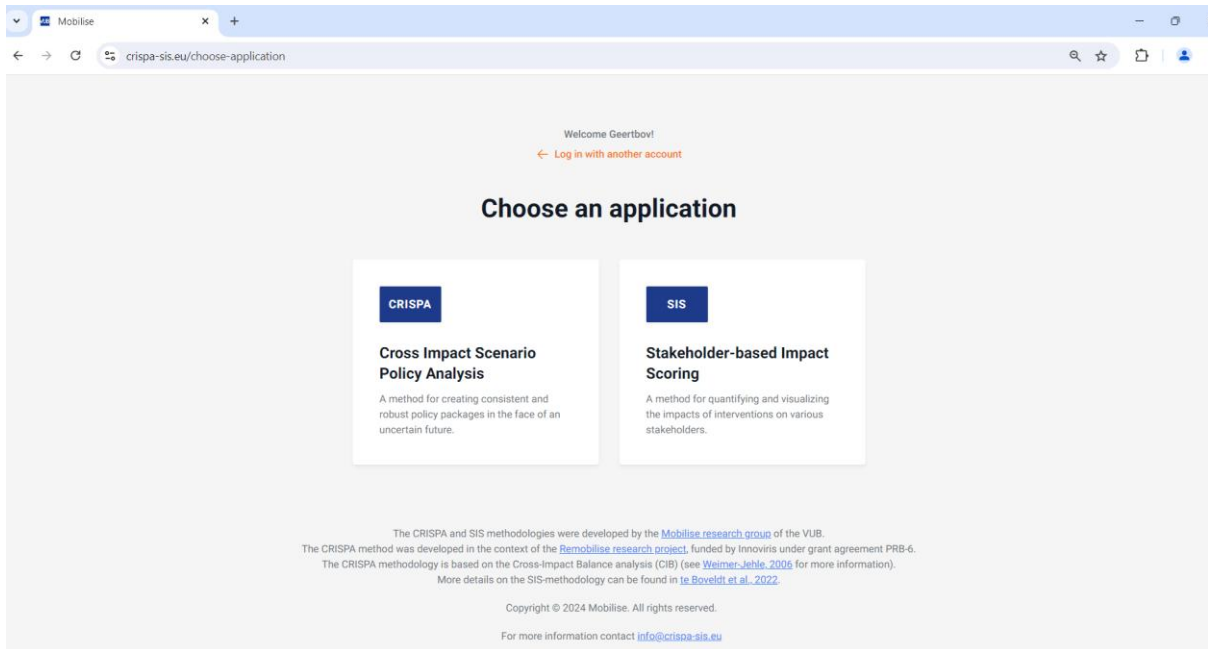 Mobilise
crispa-sis.eu/choose-application
Welcome Geertbov!
← Log in with another account
Choose an application
CRISPA
Cross Impact Scenario
Policy Analysis
A method for creating consistent and
robust policy packages in the face of an
uncertain future.
SIS
Stakeholder-based Impact
Scoring
A method for quantifying and visualizing
the impacts of interventions on various
stakeholders.
The CRISPA and SIS methodologies were developed by the Mobilise research group of the VUB.
The CRISPA method was developed in the context of the Remobilise research project, funded by Innoviris under grant agreement PRB-6.
The CRISPA methodology is based on the Cross-Impact Balance analysis (CIB) (see Weimer-Jehle, 2006 for more information).
More details on the SIS-methodology can be found in te Boveldt et al., 2022.
Copyright © 2024 Mobilise. All rights reserved.
For more information contact info@crispa-sis.eu